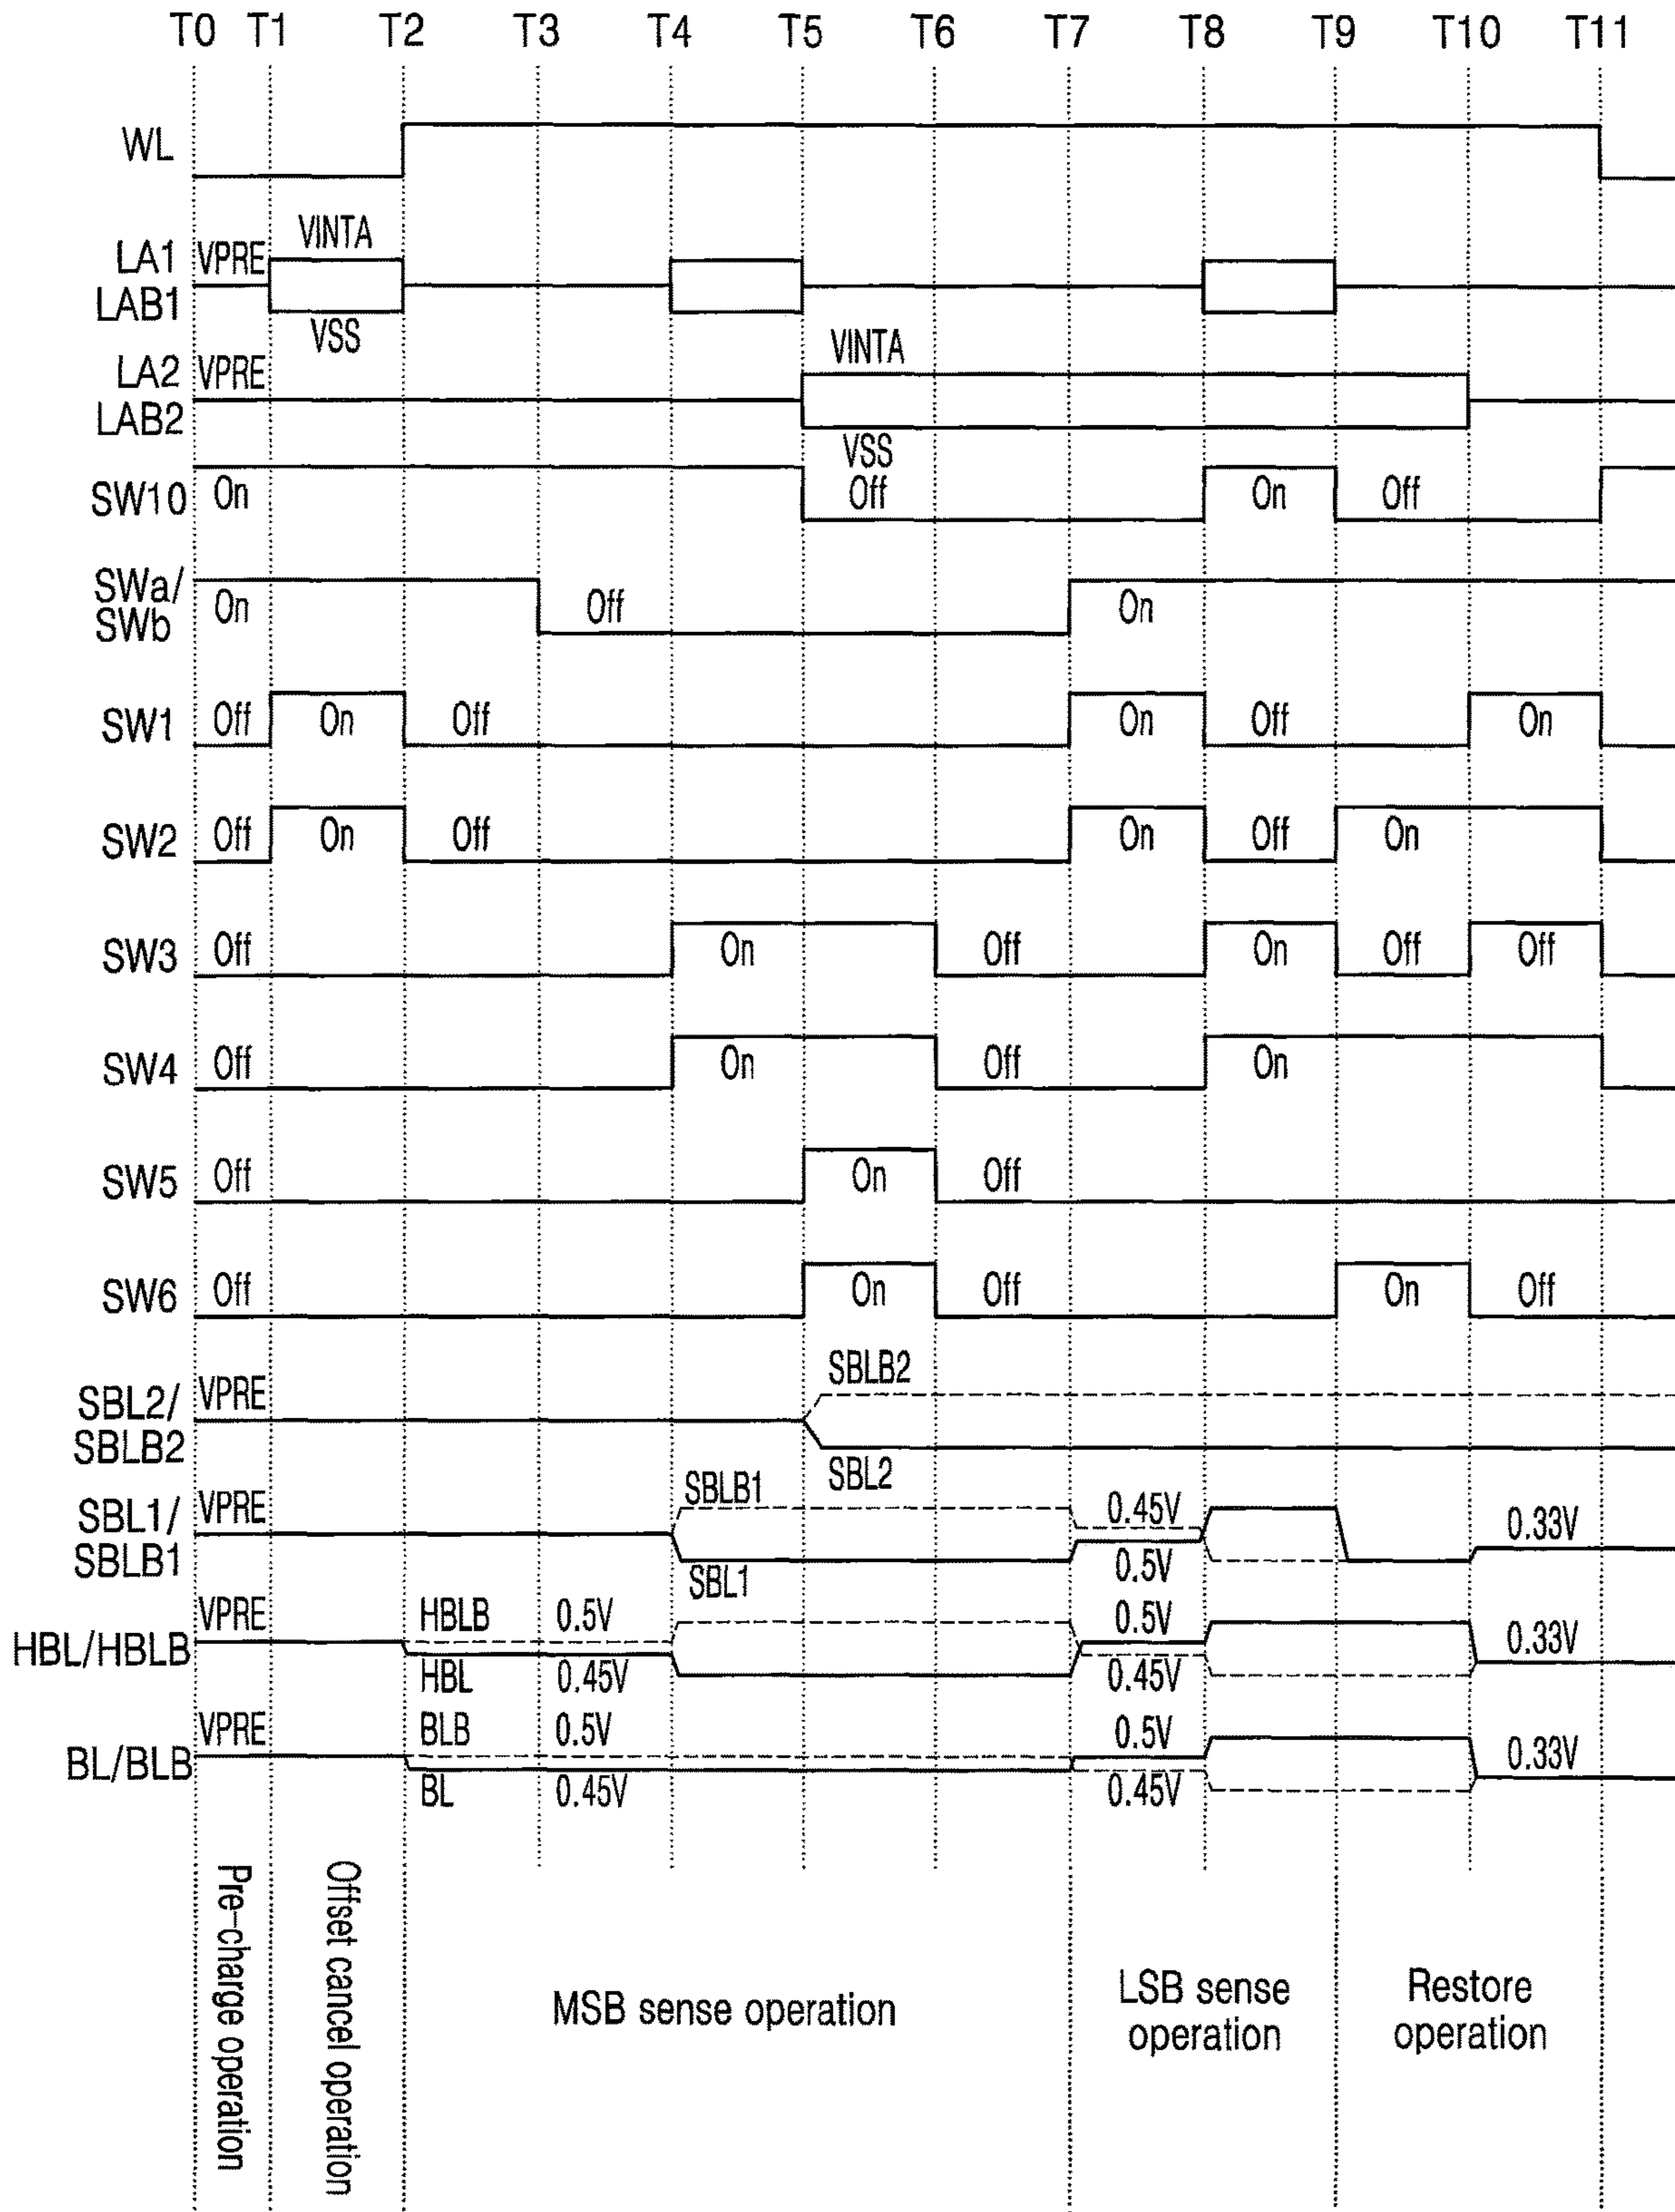 T0 T1 T2 T3 T4 T5 T6 T7 T8 T9 T10 T11
WL
VINTA
LA1 VPRE
LAB1
VSS
VINTA
LA2 VPRE
LAB2
VSS
SW10 On Off On Off
SWa/
SWb On Off On
SW1 Off On Off On Off On
SW2 Off On Off On Off On
SW3 Off On Off On Off Off
SW4 Off On Off On
SW5 Off On Off
SW6 Off On Off On Off
SBLB2
SBL2/ VPRE
SBLB2
SBL2
SBLB1
SBL1/ VPRE 0.45V 0.33V
SBLB1 0.5V
SBL1
VPRE HBLB 0.5V 0.5V
HBL/HBLB 0.33V
HBL 0.45V 0.45V
VPRE BLB 0.5V 0.5V
BL/BLB 0.33V
BL 0.45V 0.45V
Pre-charge operation
Offset cancel operation
MSB sense operation
LSB sense
operation
Restore
operation